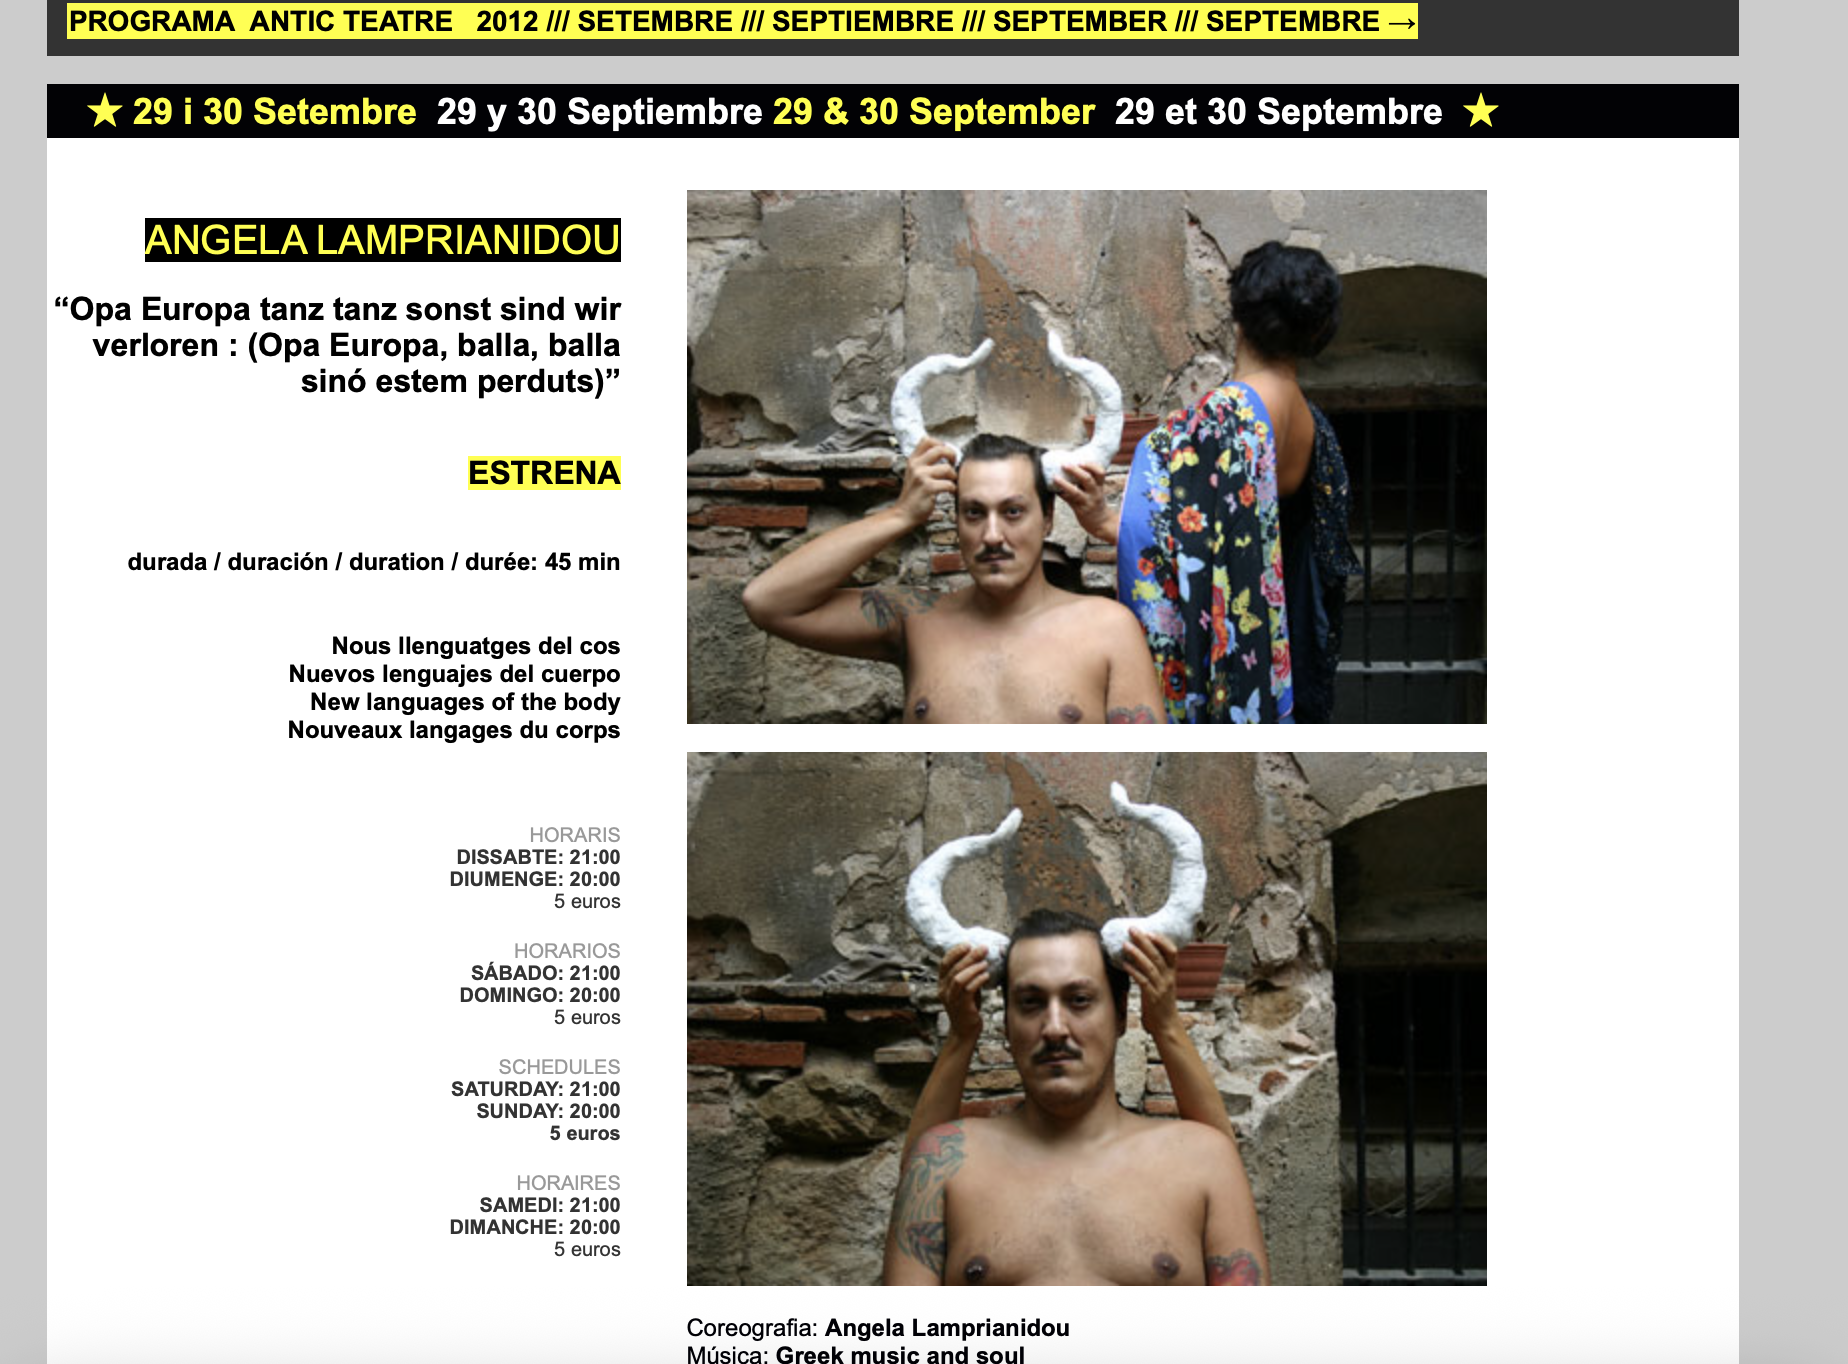 PROGRAMA ANTIC TEATRE 2012 /// SETEMBRE /// SEPTIEMBRE /// SEPTEMBER /// SEPTEMBRE →
★ 29 i 30 Setembre 29 y 30 Septiembre 29 & 30 September 29 et 30 Septembre ★
ANGELA LAMPRIANIDOU
“Opa Europa tanz tanz sonst sind wir
verloren : (Opa Europa, balla, balla
sinó estem perduts)”
ESTRENA
durada / duración / duration / durée: 45 min
Nous llenguatges del cos
Nuevos lenguajes del cuerpo
New languages of the body
Nouveaux langages du corps
HORARIS
DISSABTE: 21:00
DIUMENGE: 20:00
5 euros
HORARIOS
SÁBADO: 21:00
DOMINGO: 20:00
5 euros
SCHEDULES
SATURDAY: 21:00
SUNDAY: 20:00
5 euros
HORAIRES
SAMEDI: 21:00
DIMANCHE: 20:00
5 euros
Coreografia: Angela Lamprianidou
Música: Greek music and soul